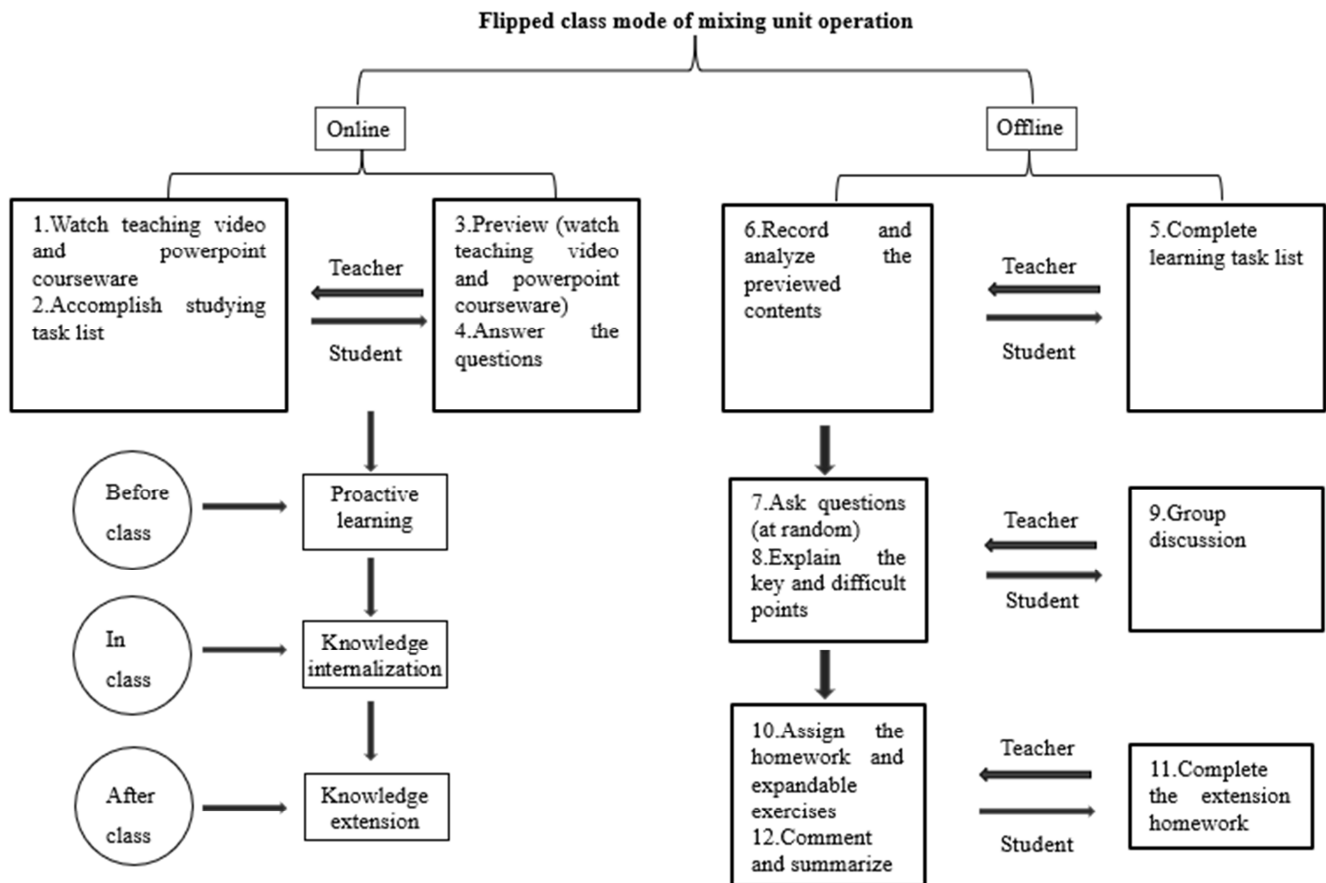 Flipped class mode of mixing unit operation
Online
Offline
1.Watch teaching video
and powerpoint
courseware
2.Accomplish studying
task list
Teacher
Student
3.Preview (watch
teaching video
and powerpoint
courseware)
4.Answer the
questions
6.Record and
analyze the
previewed
contents
Teacher
Student
5.Complete
learning task list
Before
class
Proactive
learning
In
class
Knowledge
internalization
After
class
Knowledge
extension
7.Ask questions
(at random)
8.Explain the
key and difficult
points
Teacher
Student
9.Group
discussion
10.Assign the
homework and
expandable
exercises
12.Comment
and summarize
Teacher
Student
11.Complete
the extension
homework